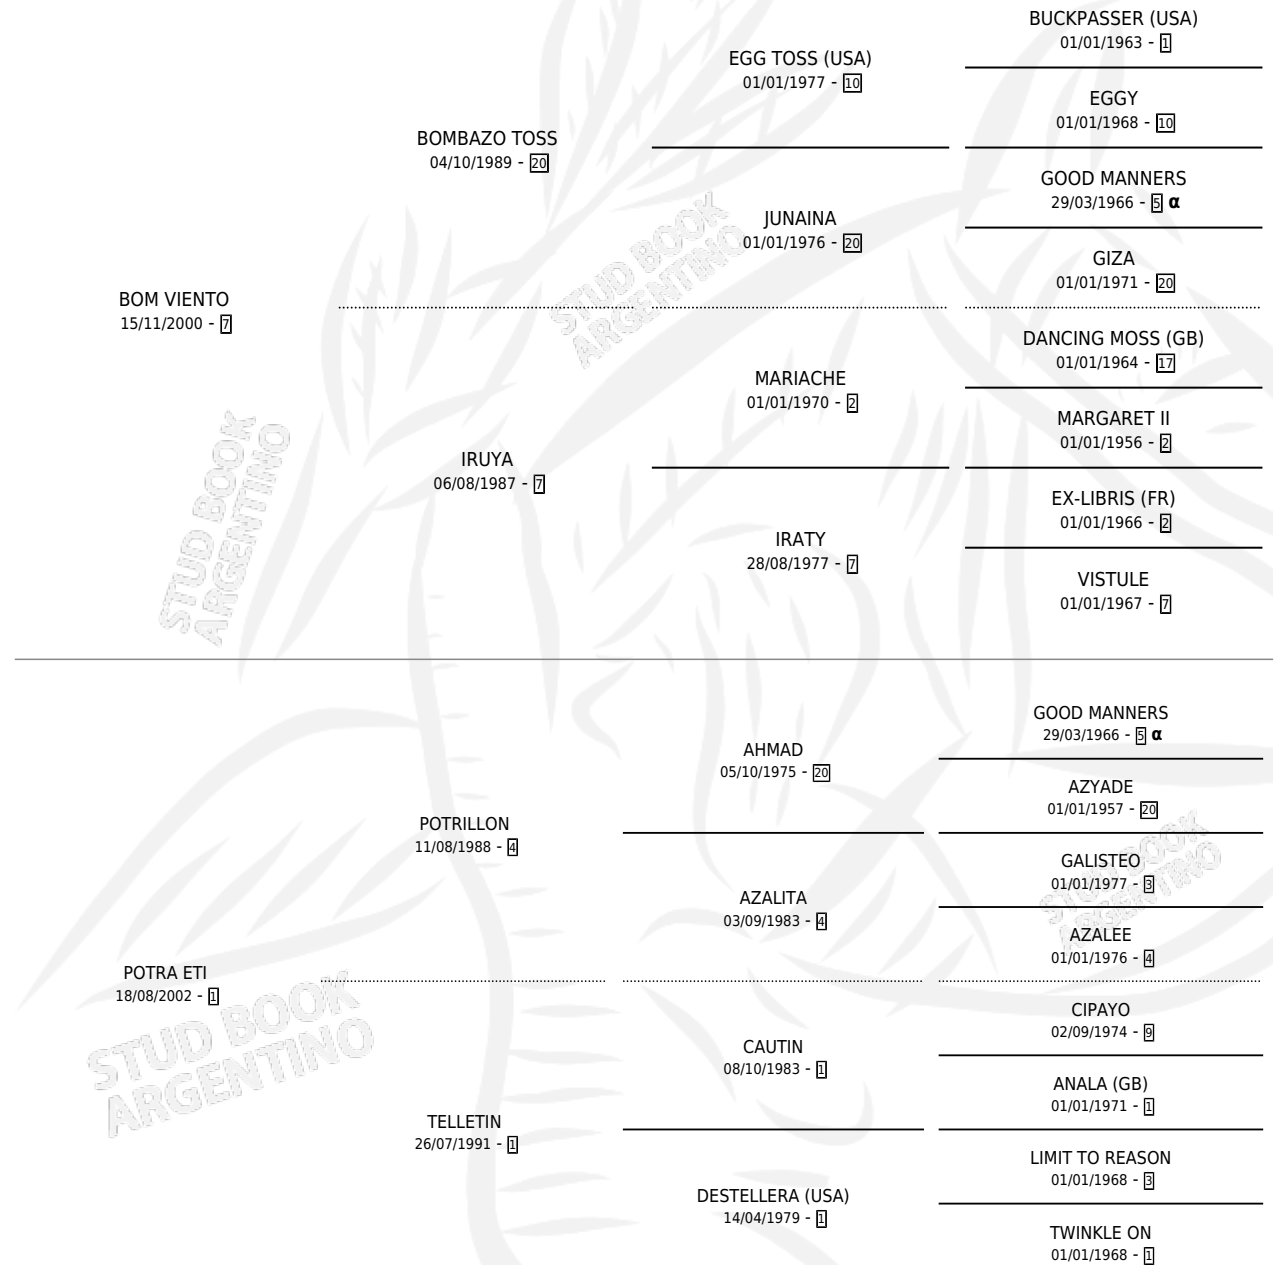 BUCKPASSER (USA)
01/01/1963 - 1
EGG TOSS (USA)
01/01/1977 - 10
EGGY
01/01/1968 - 10
BOMBAZO TOSS
04/10/1989 - 20
GOOD MANNERS
29/03/1966 - 5 α
JUNAINA
01/01/1976 - 20
GIZA
01/01/1971 - 20
BOM VIENTO
15/11/2000 - 7
DANCING MOSS (GB)
01/01/1964 - 17
MARIACHE
01/01/1970 - 2
MARGARET II
01/01/1956 - 2
IRUYA
06/08/1987 - 7
EX-LIBRIS (FR)
01/01/1966 - 2
IRATY
28/08/1977 - 7
VISTULE
01/01/1967 - 7
STUD BOOK
ARGENTINO
STUD BOOK
ARGENTINO
GOOD MANNERS
29/03/1966 - 5 α
AHMAD
05/10/1975 - 20
AZYADE
01/01/1957 - 20
POTRILLON
11/08/1988 - 4
GALISTEO
01/01/1977 - 3
AZALITA
03/09/1983 - 4
AZALEE
01/01/1976 - 4
POTRA ETI
18/08/2002 - 1
CIPAYO
02/09/1974 - 9
CAUTIN
08/10/1983 - 1
ANALA (GB)
01/01/1971 - 1
TELLETIN
26/07/1991 - 1
LIMIT TO REASON
01/01/1968 - 3
DESTELLERA (USA)
14/04/1979 - 1
TWINKLE ON
01/01/1968 - 1
STUD BOOK
ARGENTINO
STUD BOOK
ARGENTINO